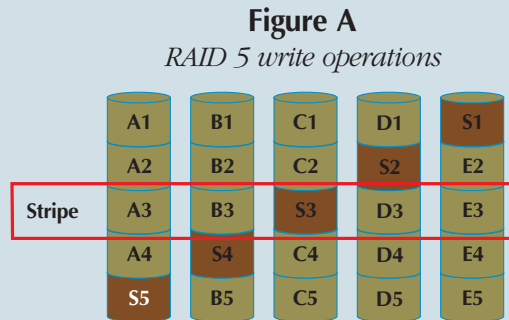 Figure A
RAID 5 write operations
A1 B1 C1 D1 S1
A2 B2 C2 S2 E2
Stripe A3 B3 S3 D3 E3
A4 S4 C4 D4 E4
S5 B5 C5 D5 E5